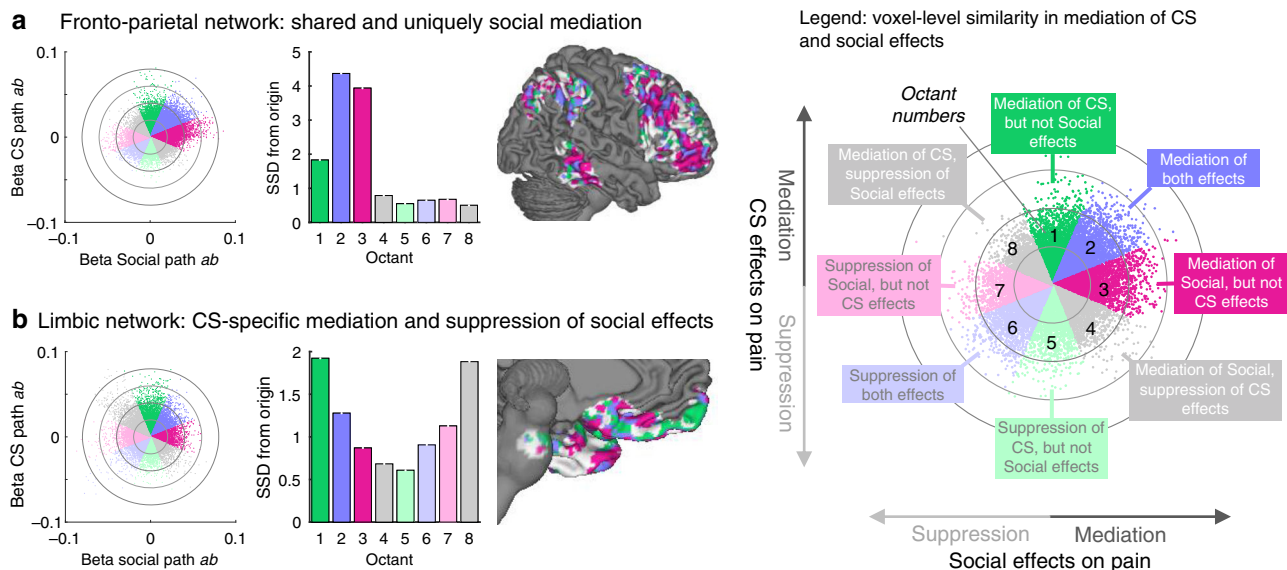 a Fronto-parietal network: shared and uniquely social mediation
0.1
0
−0.1
Beta CS path ab
−0.1 0 0.1
Beta Social path ab
5
4
3
2
1
0
SSD from origin
1 2 3 4 5 6 7 8
Octant
b Limbic network: CS-specific mediation and suppression of social effects
0.1
0
−0.1
Beta CS path ab
−0.1 0 0.1
Beta social path ab
2
1.5
1
0.5
0
SSD from origin
1 2 3 4 5 6 7 8
Octant
Legend: voxel-level similarity in mediation of CS
and social effects
Octant
numbers
Mediation of CS,
but not Social
effects
Mediation of CS,
suppression of
Social effects
Mediation of
both effects
Suppression of
Social, but not
CS effects
Mediation of
Social, but not
CS effects
Suppression of
both effects
Mediation of Social,
suppression of CS
effects
Suppression of
CS, but not
Social effects
1
2
3
4
5
6
7
8
Mediation
CS effects on pain
Suppression
Suppression Mediation
Social effects on pain